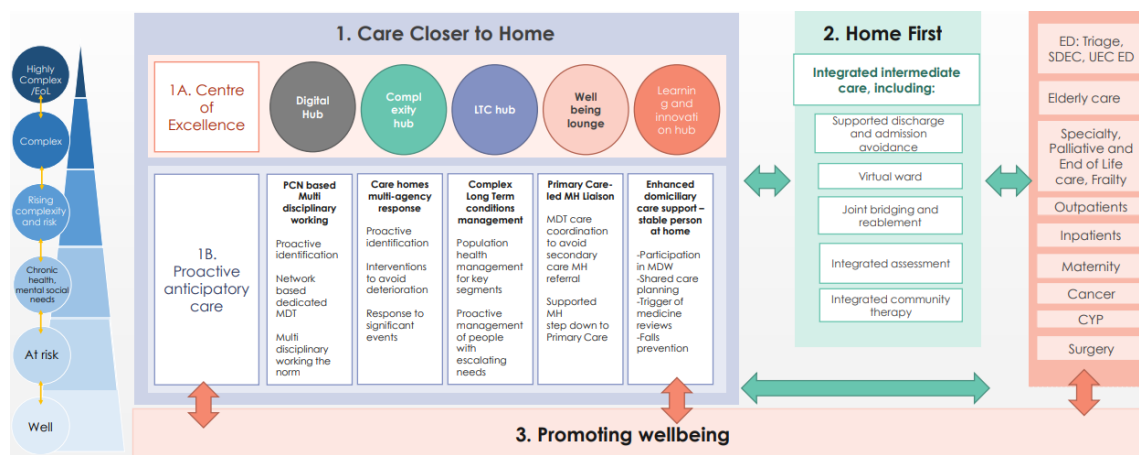 Highly
Complex
/EoL
Complex
Rising
complexity
and risk
Chronic
health,
mental social
needs
At risk
Well
1. Care Closer to Home
1A. Centre
of
Excellence
Digital
Hub
Compl
exity
hub
LTC hub
Well
being
lounge
Learnin
g and
innovati
on hub
1B.
Proactive
anticipatory
care
PCN based
Multi
disciplinary
working
Proactive
identification
Network
based
dedicated
MDT
Multi
disciplinary
working the
norm
Care homes
multi-agency
response
Proactive
identification
Interventions
to avoid
deterioration
Response to
significant
events
Complex
Long Term
conditions
management
Population
health
management
for key
segments
Proactive
management
of people
with
escalating
needs
Primary Care-
led MH Liaison
MDT care
coordination
to avoid
secondary
care MH
referral
Supported
MH
step down to
Primary Care
Enhanced
domiciliary
care support –
stable person
at home
-Participation
in MDW
-Shared care
planning
-Trigger of
medicine
reviews
-Falls
prevention
2. Home First
Integrated intermediate
care, including:
Supported discharge
and admission
avoidance
Virtual ward
Joint bridging and
reablement
Integrated assessment
Integrated community
therapy
ED: Triage,
SDEC, UEC ED
Elderly care
Specialty,
Palliative and
End of Life
care, Frailty
Outpatients
Inpatients
Maternity
Cancer
CYP
Surgery
3. Promoting wellbeing